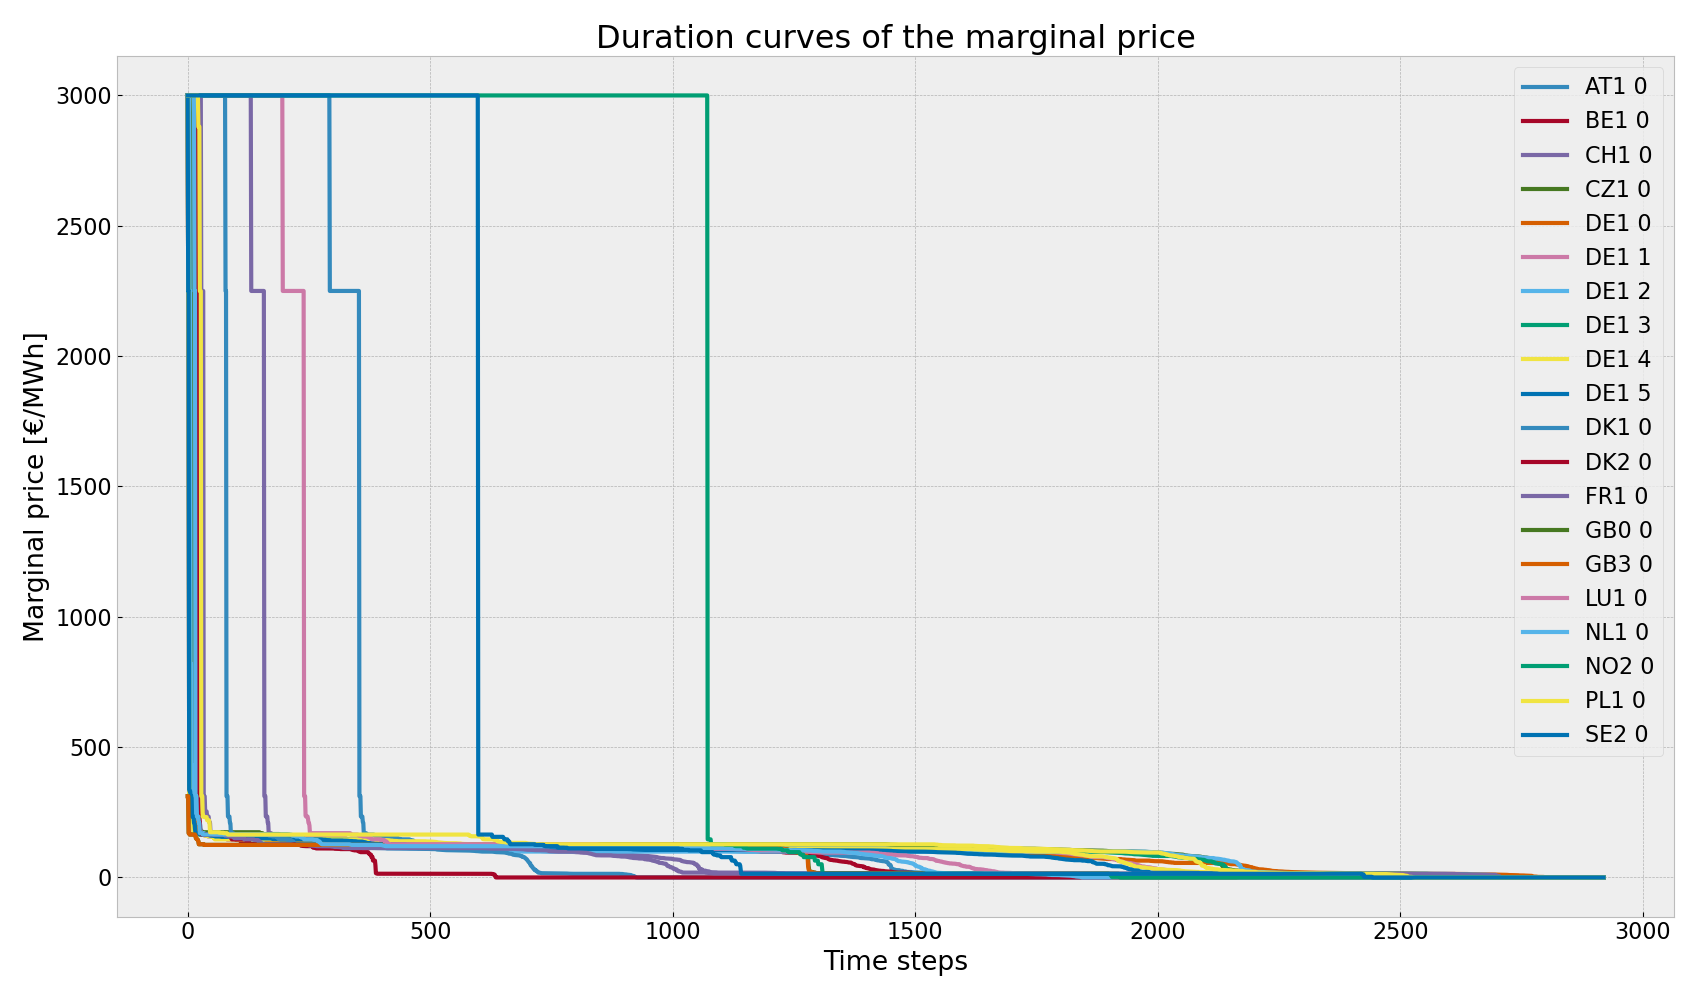 Duration curves of the marginal price
Marginal price [€/MWh]
3000
2500
2000
1500
1000
500
0
0
500
1000
1500
2000
2500
3000
Time steps
AT1 0
BE1 0
CH1 0
CZ1 0
DE1 0
DE1 1
DE1 2
DE1 3
DE1 4
DE1 5
DK1 0
DK2 0
FR1 0
GB0 0
GB3 0
LU1 0
NL1 0
NO2 0
PL1 0
SE2 0